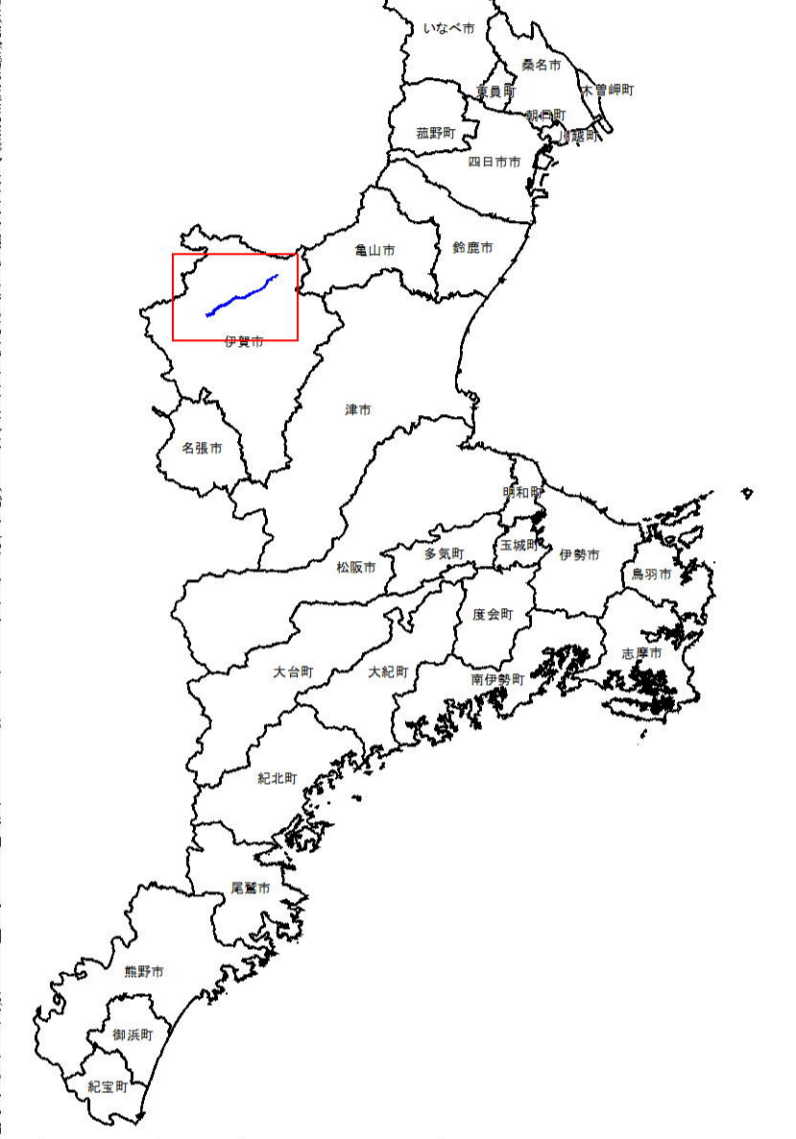 いなべ市
桑名市
東員町
木曽岬町
朝日町
川越町
菰野町
四日市市
亀山市
鈴鹿市
伊賀市
津市
名張市
明和町
玉城町
伊勢市
多気町
松阪市
鳥羽市
度会町
志摩市
大台町
大紀町
南伊勢町
紀北町
尾鷲市
熊野市
御浜町
紀宝町